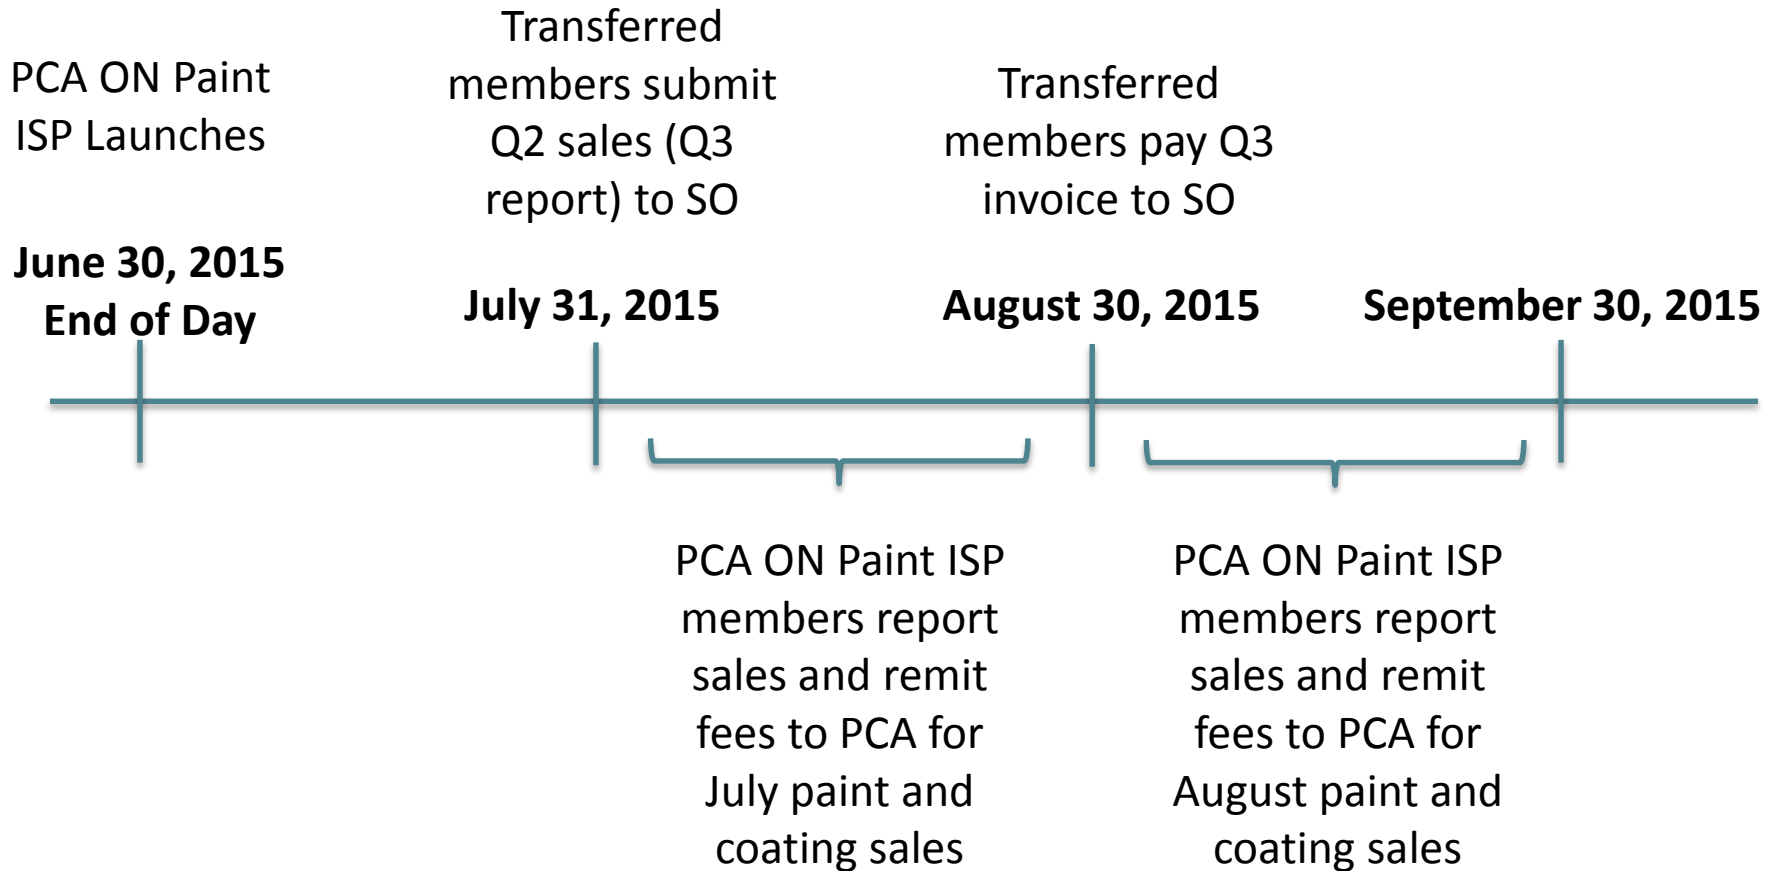 PCA ON Paint
ISP Launches
June 30, 2015
End of Day
Transferred
members submit
Q2 sales (Q3
report) to SO
July 31, 2015
Transferred
members pay Q3
invoice to SO
August 30, 2015
September 30, 2015
PCA ON Paint ISP
members report
sales and remit
fees to PCA for
July paint and
coating sales
PCA ON Paint ISP
members report
sales and remit
fees to PCA for
August paint and
coating sales